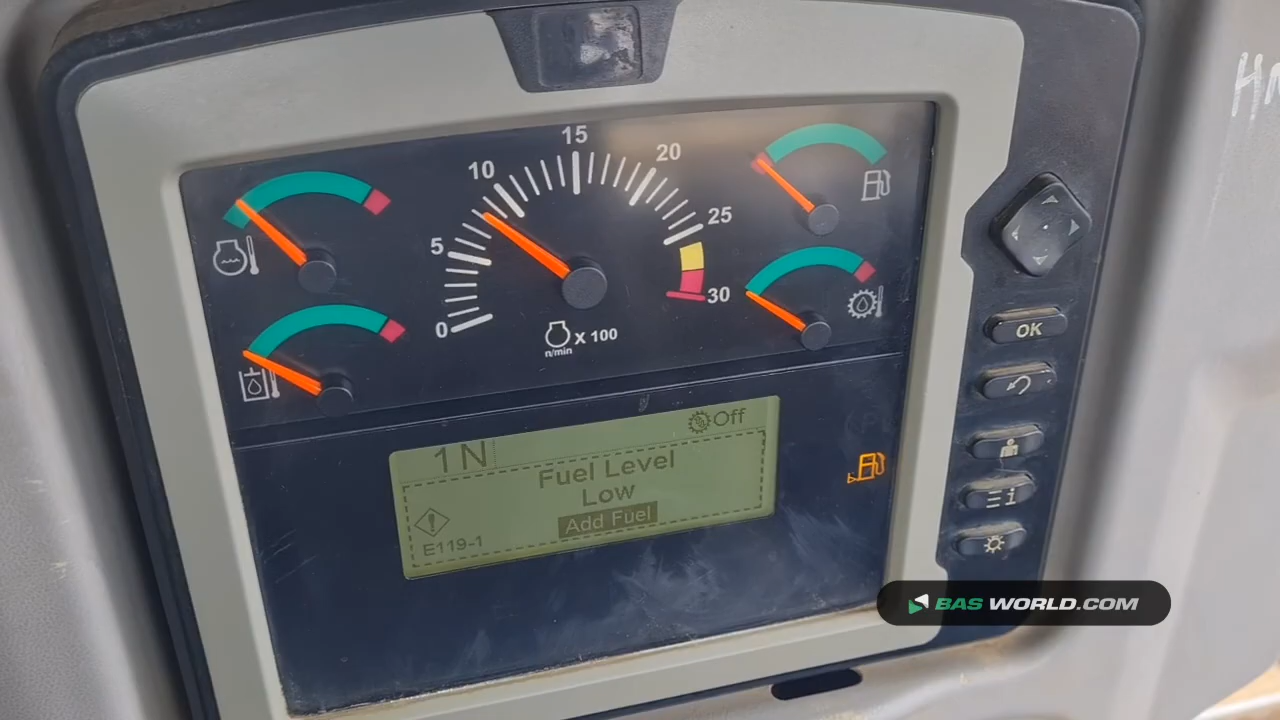 15
10
20
5
25
0
30
X 100
n/min
Off
1N
Fuel Level
Low
Add Fuel
E119-1
OK
i
BAS WORLD.COM